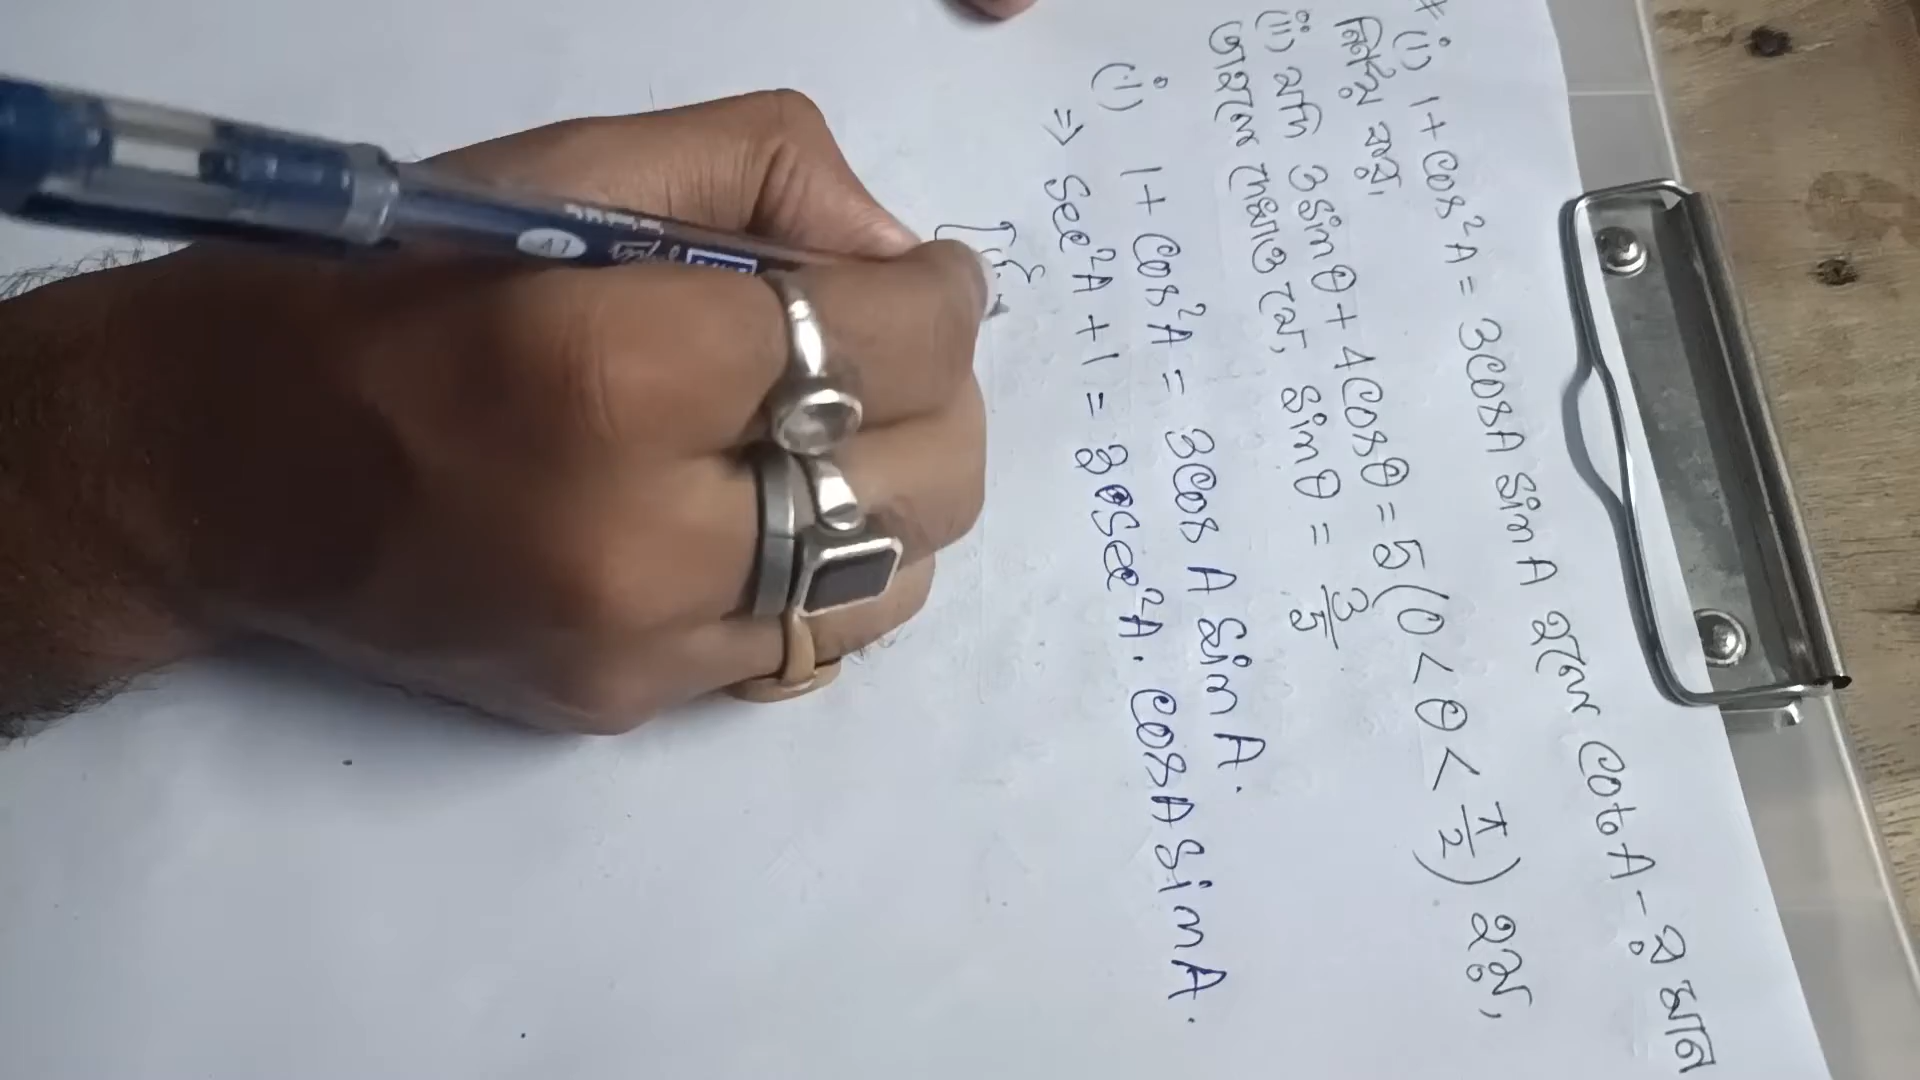 * (i) 1 + cos²A = 3cosA sinA হলে cotA - র মান
নির্ণয় কর,
(ii) যদি 3sinθ + 4cosθ = 5 (0 < θ < π/2) হয়,
তাহলে দেখাও যে, sinθ = 3/5
(i) 1 + cos²A = 3cos A sin A.
⇒ sec²A + 1 = 3 sec²A. cosA sinA.